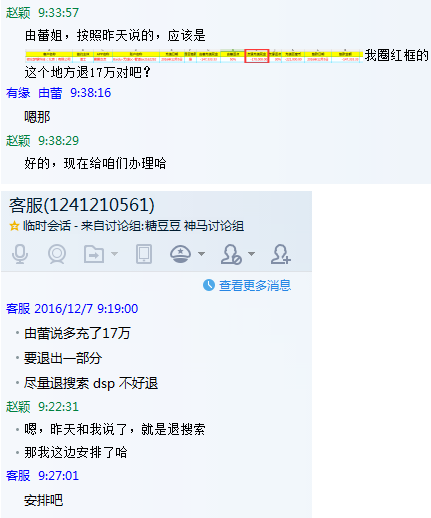 赵颖 9:33:57
由蕾姐，按照昨天说的，应该是
我圈红框的
这个地方退17万对吧？
有缘 由蕾 9:38:16
嗯那
赵颖 9:38:29
好的，现在给咱们办理哈
客服(1241210561)
临时会话 - 来自讨论组:糖豆豆 神马讨论组
查看更多消息
客服 2016/12/7 9:19:00
• 由蕾说多充了17万
• 要退出一部分
• 尽量退搜索 dsp 不好退
赵颖 9:22:31
• 嗯，昨天和我说了，就是退搜索
• 那我这边安排了哈
客服 9:27:01
安排吧